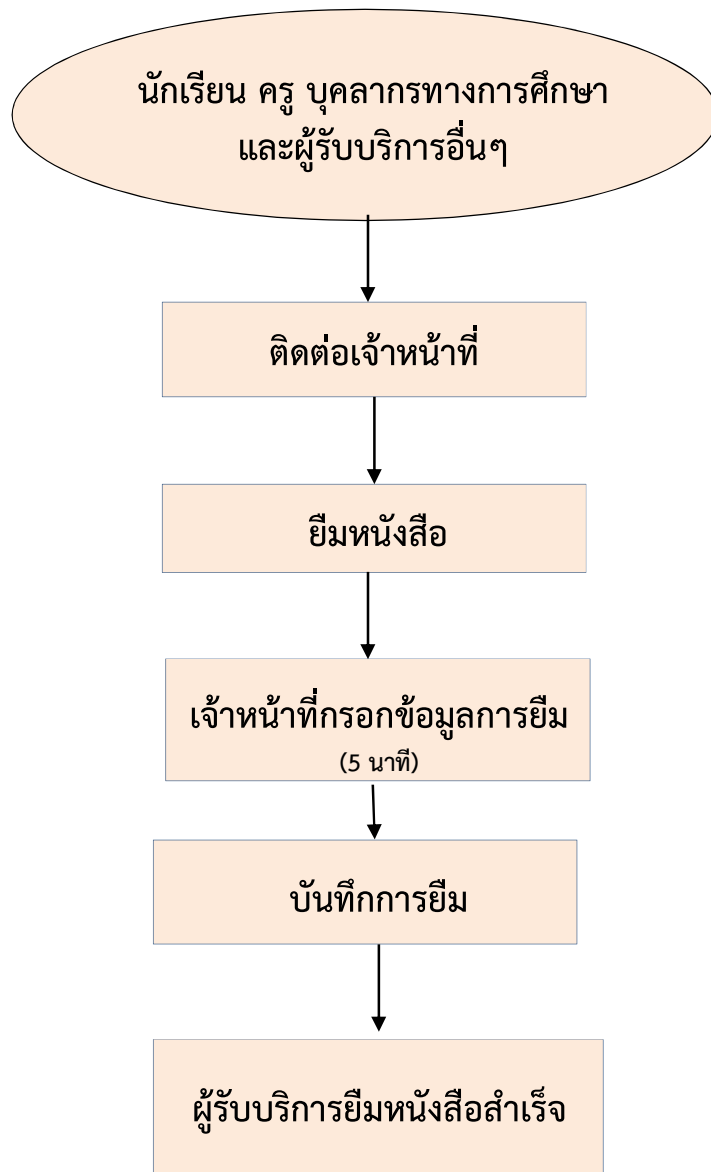 นักเรียน ครู บุคลากรทางการศึกษา
และผู้รับบริการอื่นๆ
ติดต่อเจ้าหน้าที่
ยืมหนังสือ
เจ้าหน้าที่กรอกข้อมูลการยืม
(5 นาที)
บันทึกการยืม
ผู้รับบริการยืมหนังสือสำเร็จ